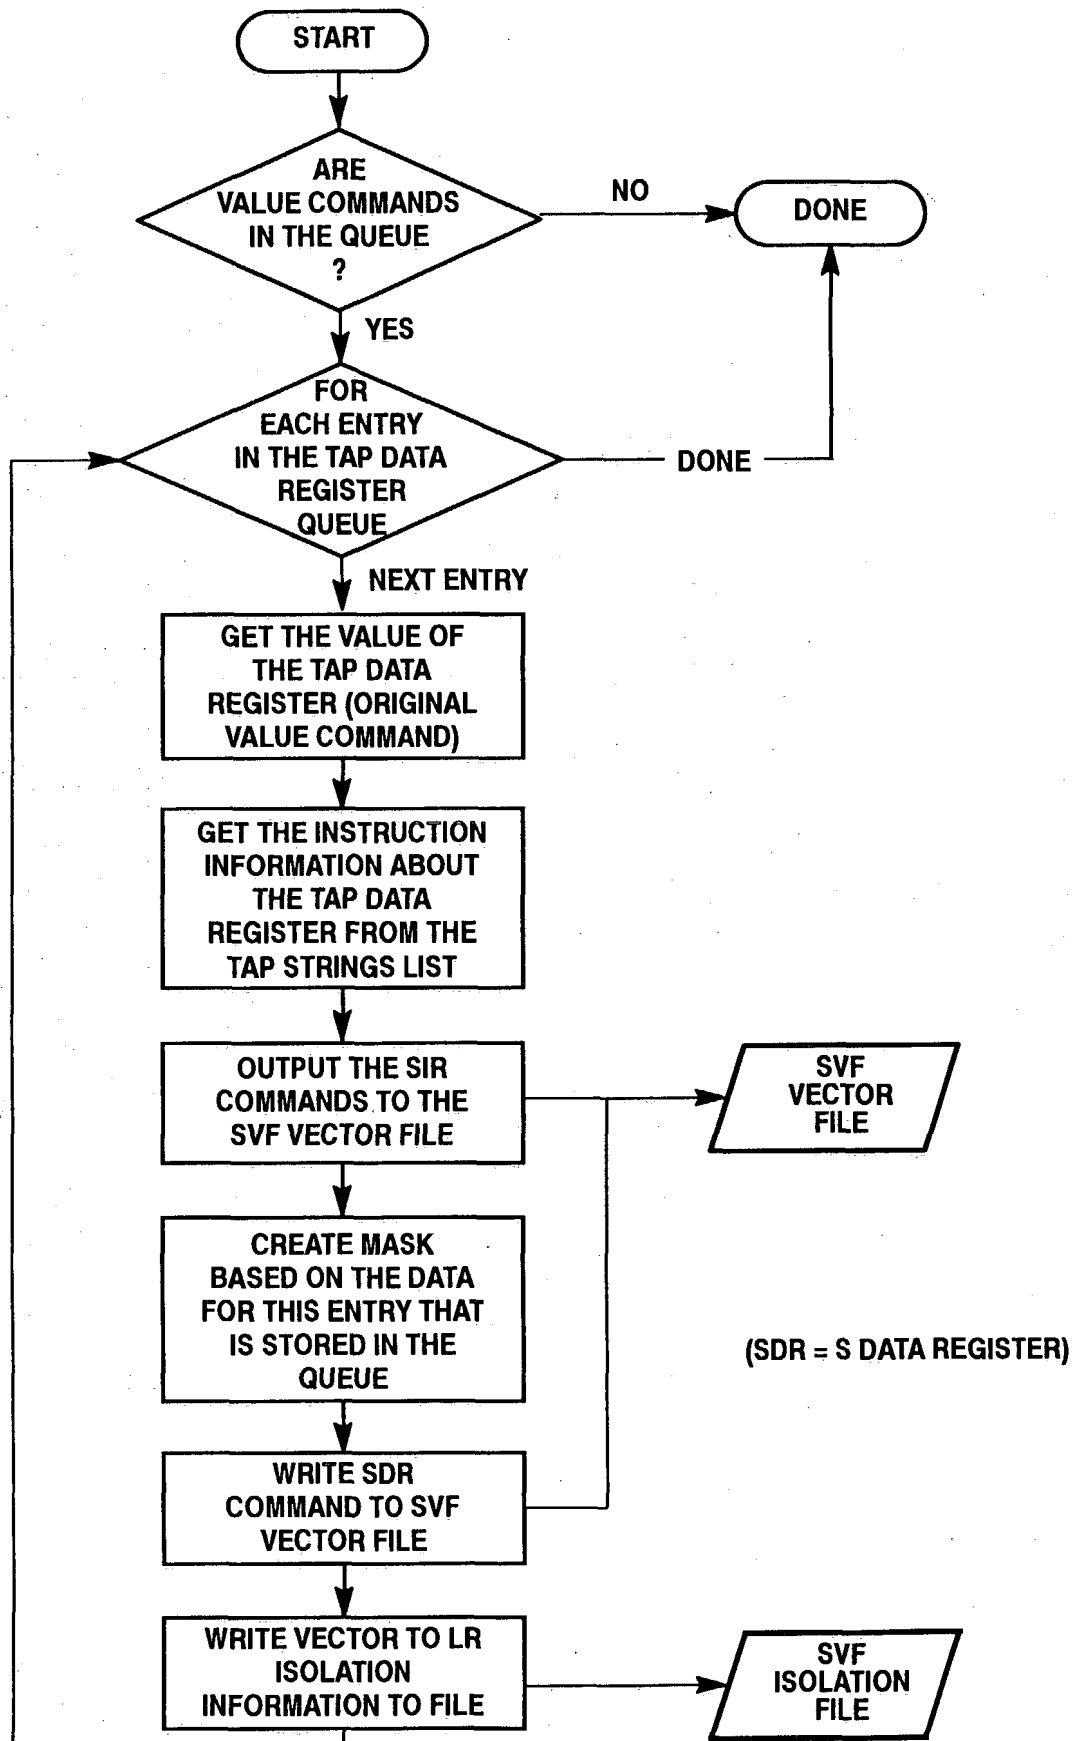 START
ARE
VALUE COMMANDS
IN THE QUEUE
?
NO
DONE
YES
FOR
EACH ENTRY
IN THE TAP DATA
REGISTER
QUEUE
DONE
NEXT ENTRY
GET THE VALUE OF
THE TAP DATA
REGISTER (ORIGINAL
VALUE COMMAND)
GET THE INSTRUCTION
INFORMATION ABOUT
THE TAP DATA
REGISTER FROM THE
TAP STRINGS LIST
OUTPUT THE SIR
COMMANDS TO THE
SVF VECTOR FILE
SVF
VECTOR
FILE
CREATE MASK
BASED ON THE DATA
FOR THIS ENTRY THAT
IS STORED IN THE
QUEUE
(SDR = S DATA REGISTER)
WRITE SDR
COMMAND TO SVF
VECTOR FILE
WRITE VECTOR TO LR
ISOLATION
INFORMATION TO FILE
SVF
ISOLATION
FILE